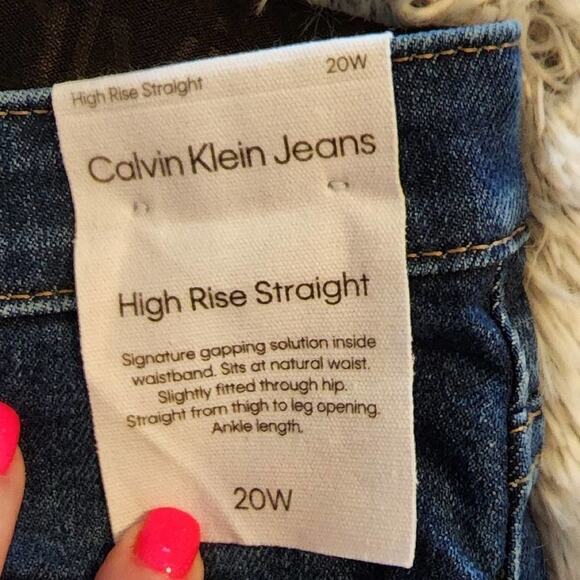 High Rise Straight 20W
Calvin Klein Jeans
High Rise Straight
Signature gapping solution inside
waistband. Sits at natural waist.
Slightly fitted through hip.
Straight from thigh to leg opening.
Ankle length.
20W